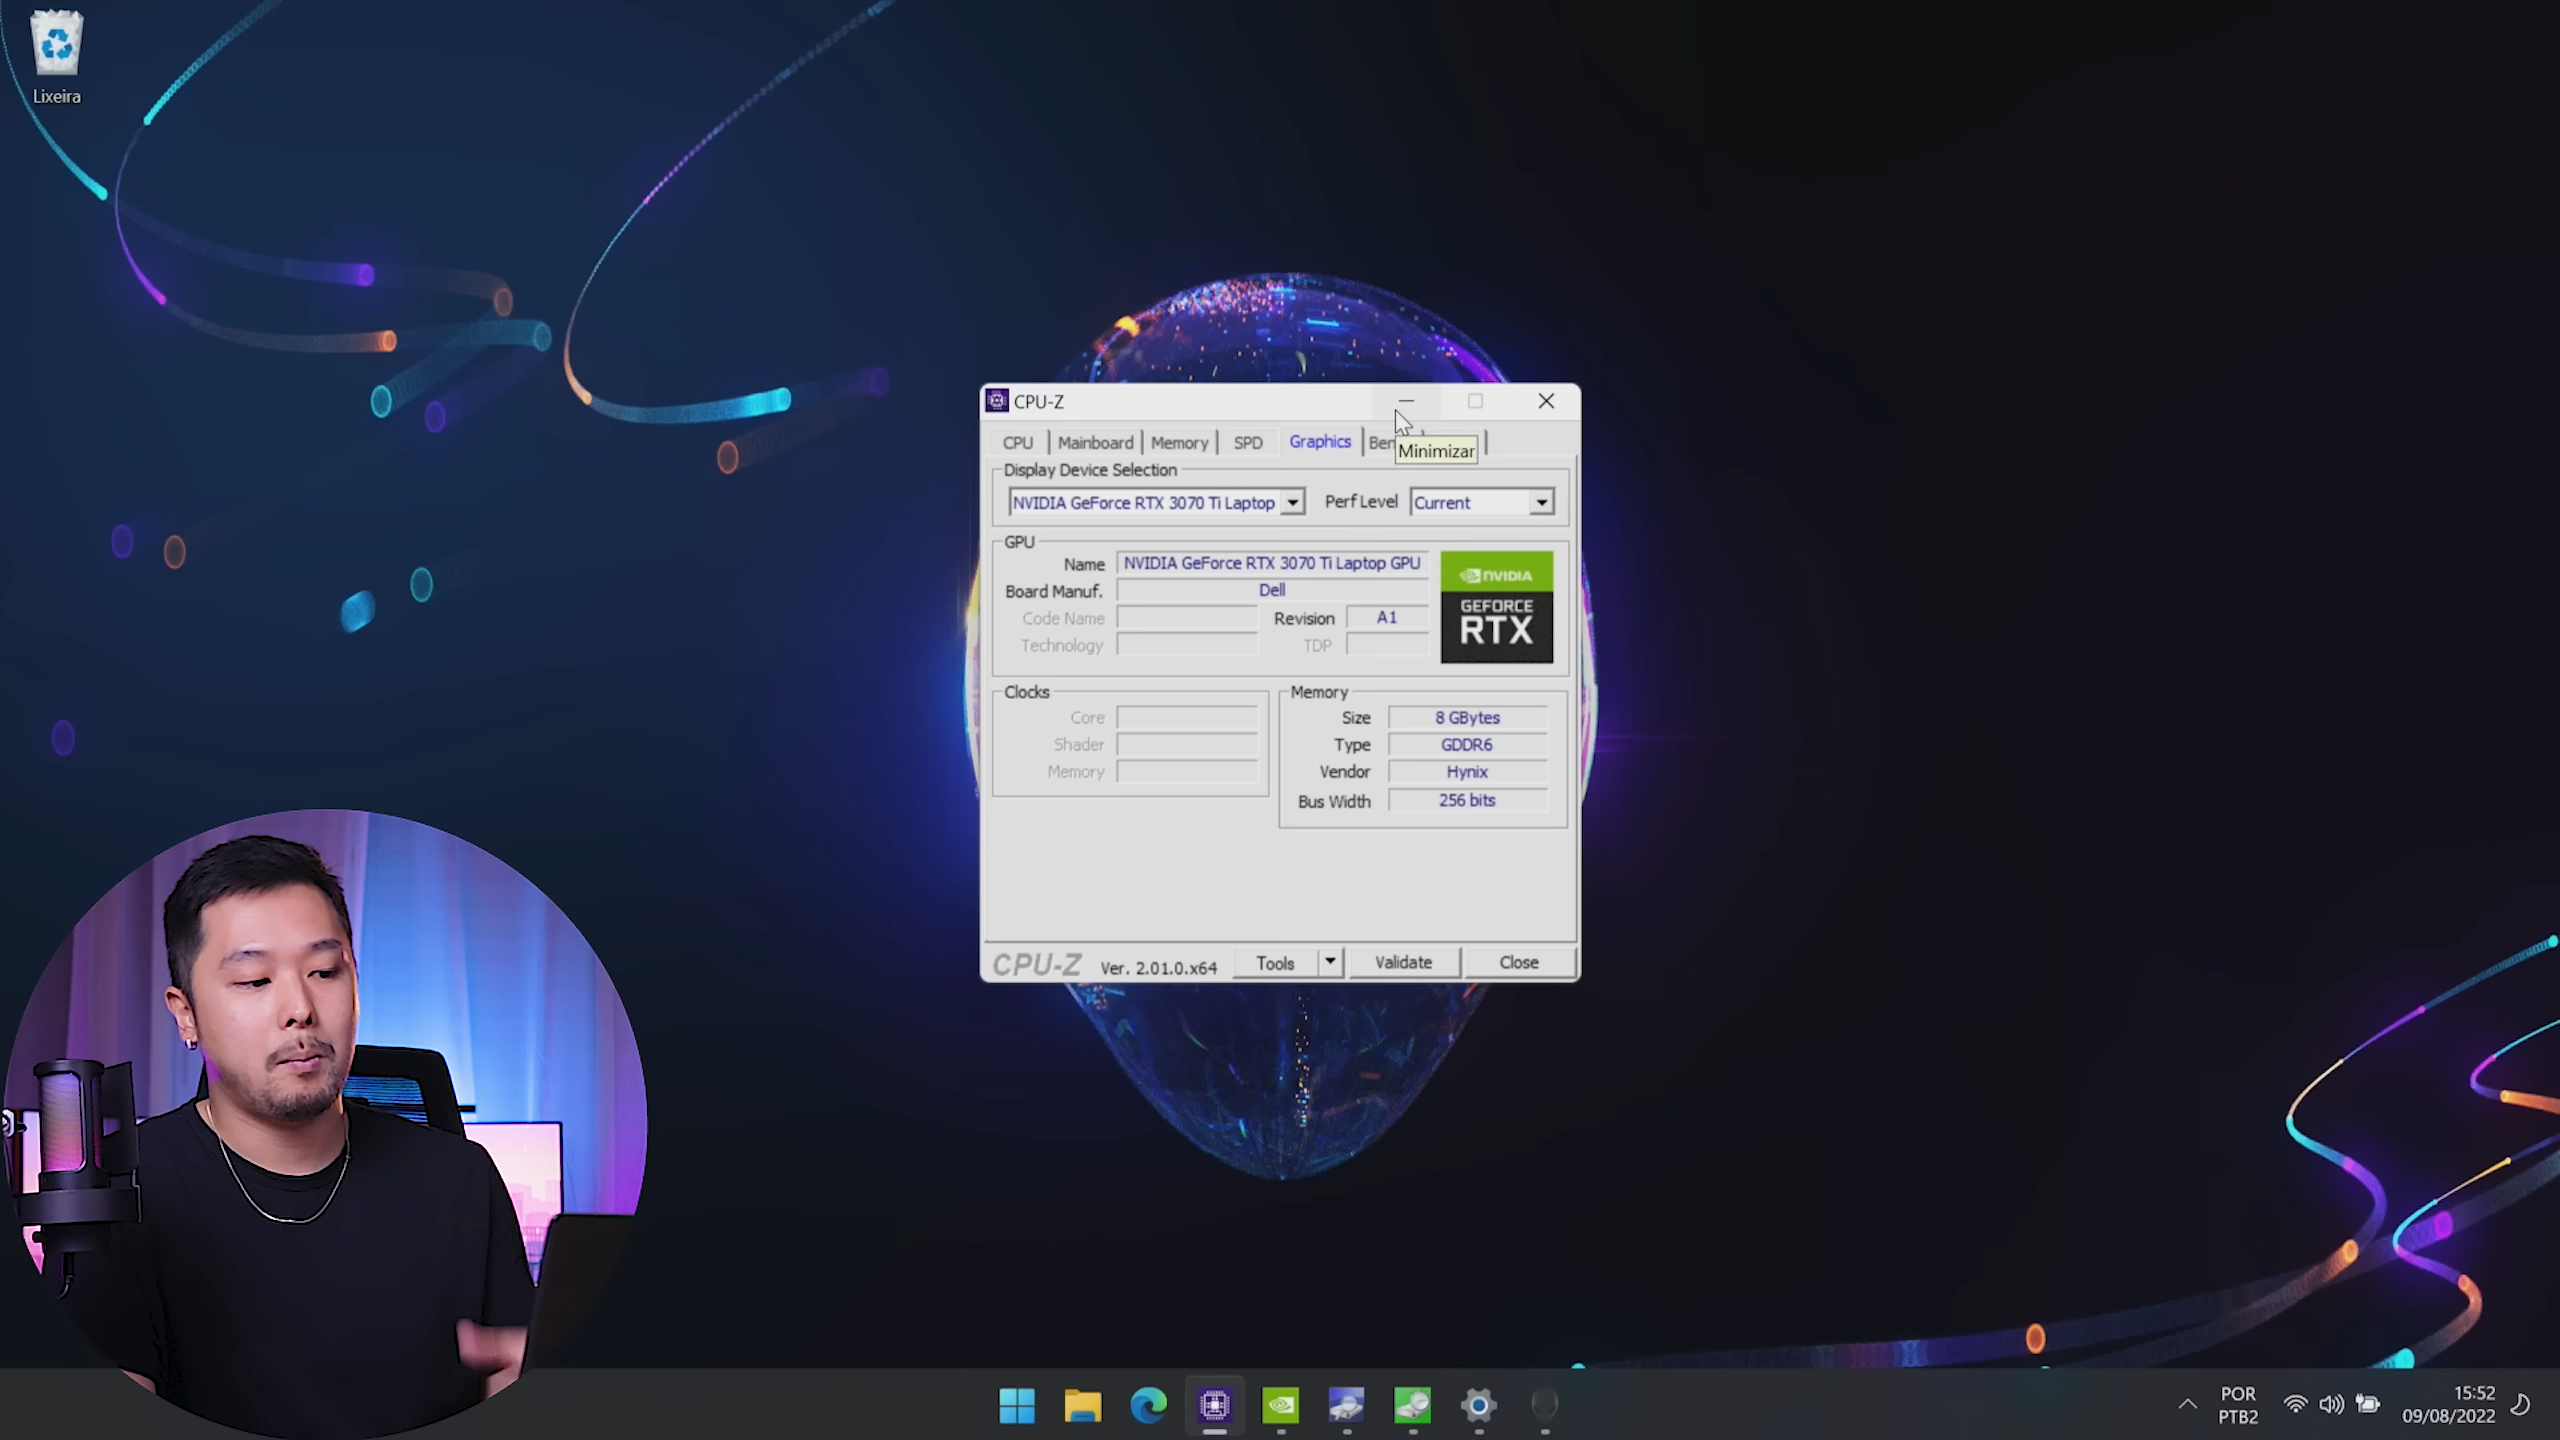 Lixeira
CPU-Z
CPU
Mainboard
Memory
SPD
Graphics
Minimizar
Display Device Selection
NVIDIA GeForce RTX 3070 Ti Laptop
Perf Level
Current
GPU
Name
NVIDIA GeForce RTX 3070 Ti Laptop GPU
NVIDIA
GEFORCE
RTX
Board Manuf.
Dell
Code Name
Revision
A1
Technology
TDP
Clocks
Core
Shader
Memory
Memory
Size
8 GBytes
Type
GDDR6
Vendor
Hynix
Bus Width
256 bits
CPU-Z
Ver. 2.01.0.x64
Tools
Validate
Close
POR
PTB2
15:52
09/08/2022